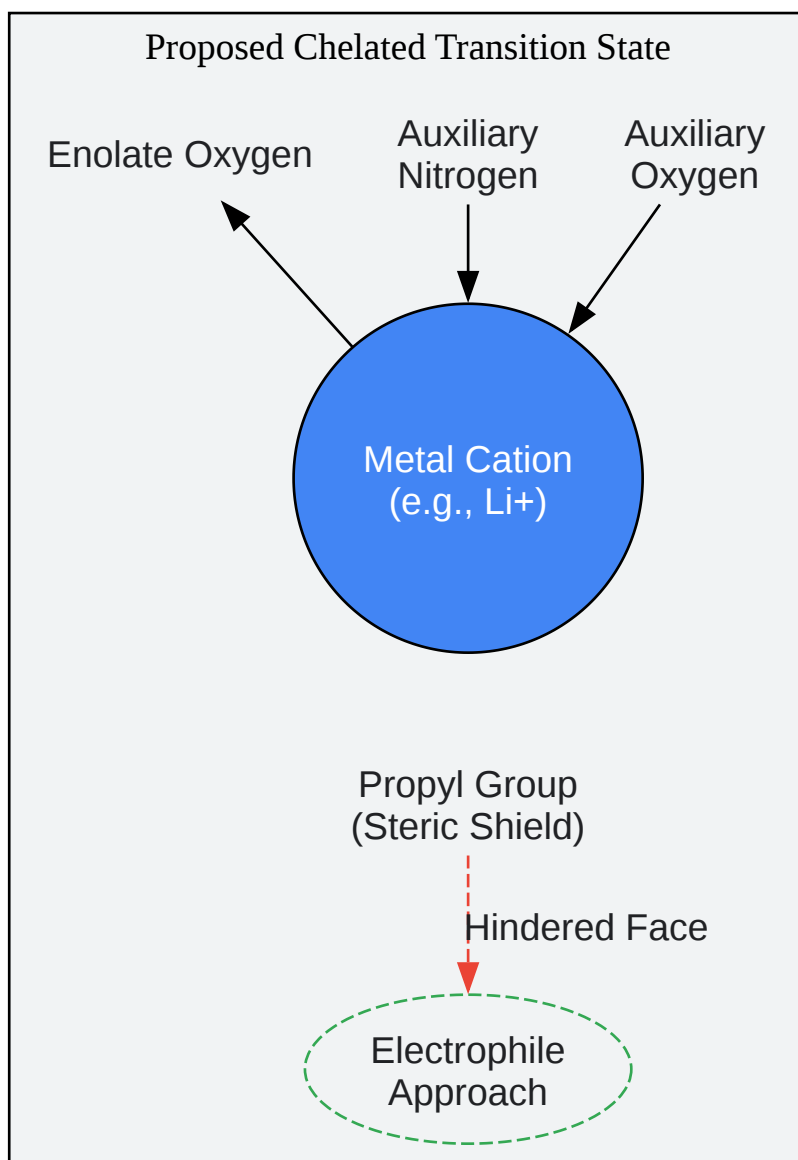 Proposed Chelated Transition State
Enolate Oxygen
Auxiliary
Nitrogen
Auxiliary
Oxygen
Metal Cation
(e.g., Li+)
Propyl Group
(Steric Shield)
Hindered Face
Electrophile
Approach